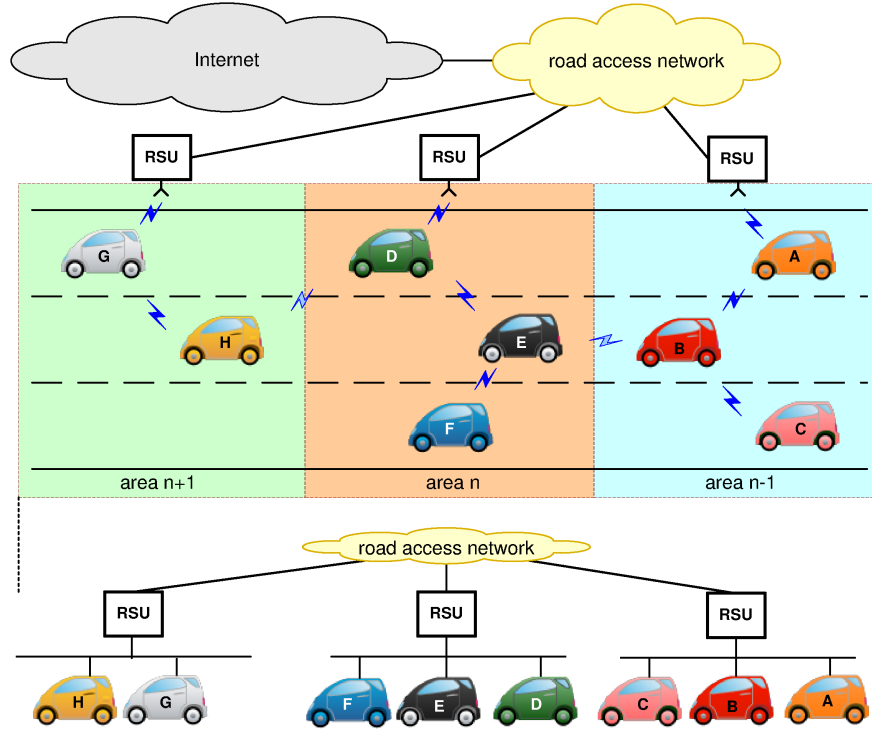 Internet
road access network
RSU
RSU
RSU
G
D
A
H
E
B
F
C
area n+1
area n
area n-1
road access network
RSU
RSU
RSU
H
G
F
E
D
C
B
A